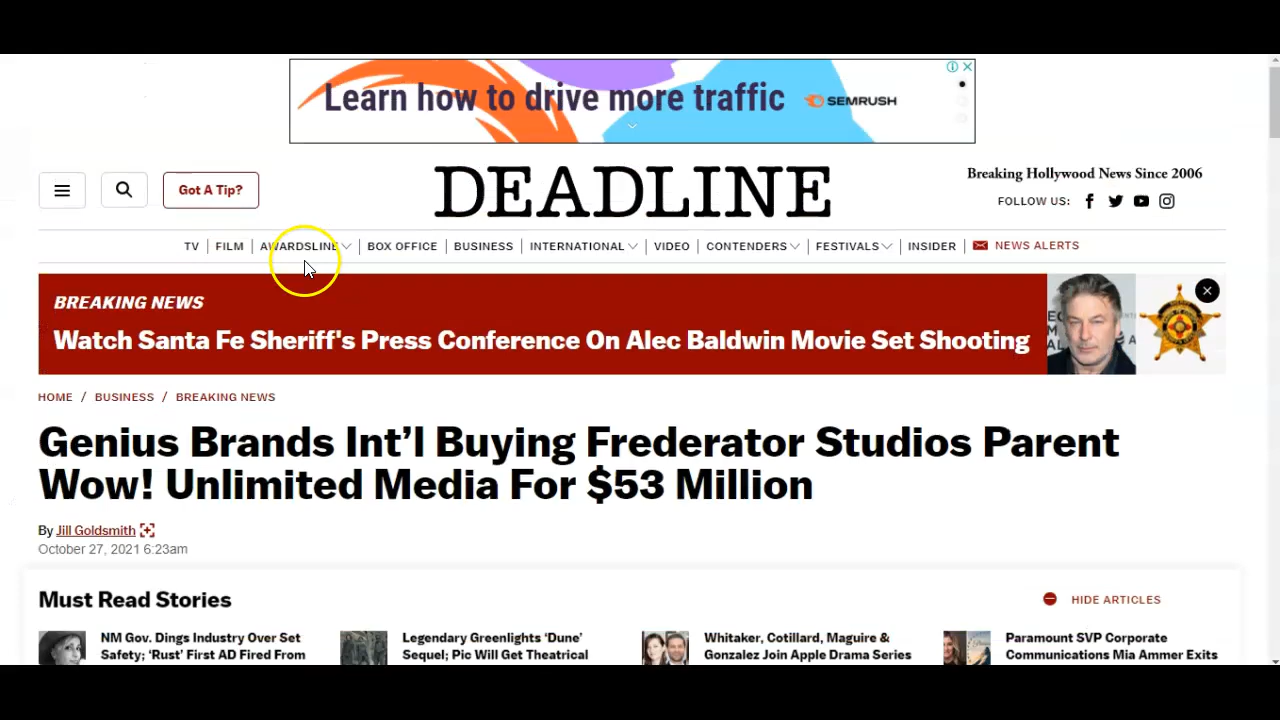 Learn how to drive more traffic
SEMRUSH
Got A Tip?
DEADLINE
Breaking Hollywood News Since 2006
FOLLOW US:
TV | FILM | AWARDSLINE | BOX OFFICE | BUSINESS | INTERNATIONAL | VIDEO | CONTENDERS | FESTIVALS | INSIDER | NEWS ALERTS
BREAKING NEWS
Watch Santa Fe Sheriff's Press Conference On Alec Baldwin Movie Set Shooting
HOME / BUSINESS / BREAKING NEWS
Genius Brands Int’l Buying Frederator Studios Parent
Wow! Unlimited Media For $53 Million
By Jill Goldsmith
October 27, 2021 6:23am
Must Read Stories
HIDE ARTICLES
NM Gov. Dings Industry Over Set
Safety; ‘Rust’ First AD Fired From
Legendary Greenlights ‘Dune’
Sequel; Pic Will Get Theatrical
Whitaker, Cotillard, Maguire &
Gonzalez Join Apple Drama Series
Paramount SVP Corporate
Communications Mia Ammer Exits